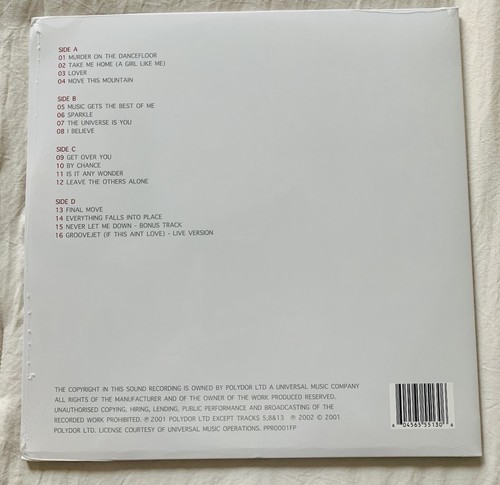 SIDE A
01 MURDER ON THE DANCEFLOOR
02 TAKE ME HOME (A GIRL LIKE ME)
03 LOVER
04 MOVE THIS MOUNTAIN
SIDE B
05 MUSIC GETS THE BEST OF ME
06 SPARKLE
07 THE UNIVERSE IS YOU
08 I BELIEVE
SIDE C
09 GET OVER YOU
10 BY CHANCE
11 IS IT ANY WONDER
12 LEAVE THE OTHERS ALONE
SIDE D
13 FINAL MOVE
14 EVERYTHING FALLS INTO PLACE
15 NEVER LET ME DOWN - BONUS TRACK
16 GROOVEJET (IF THIS AINT LOVE) - LIVE VERSION
THE COPYRIGHT IN THIS SOUND RECORDING IS OWNED BY POLYDOR LTD A UNIVERSAL MUSIC COMPANY
ALL RIGHTS OF THE MANUFACTURER AND OF THE OWNER OF THE WORK PRODUCED RESERVED.
UNAUTHORISED COPYING, HIRING, LENDING, PUBLIC PERFORMANCE AND BROADCASTING OF THE
RECORDED WORK PROHIBITED. ℗ 2001 POLYDOR LTD EXCEPT TRACKS 5,8&13 ℗ 2002 © 2001
POLYDOR LTD. LICENSE COURTESY OF UNIVERSAL MUSIC OPERATIONS. PPR0001FP
6 04565 55130 6